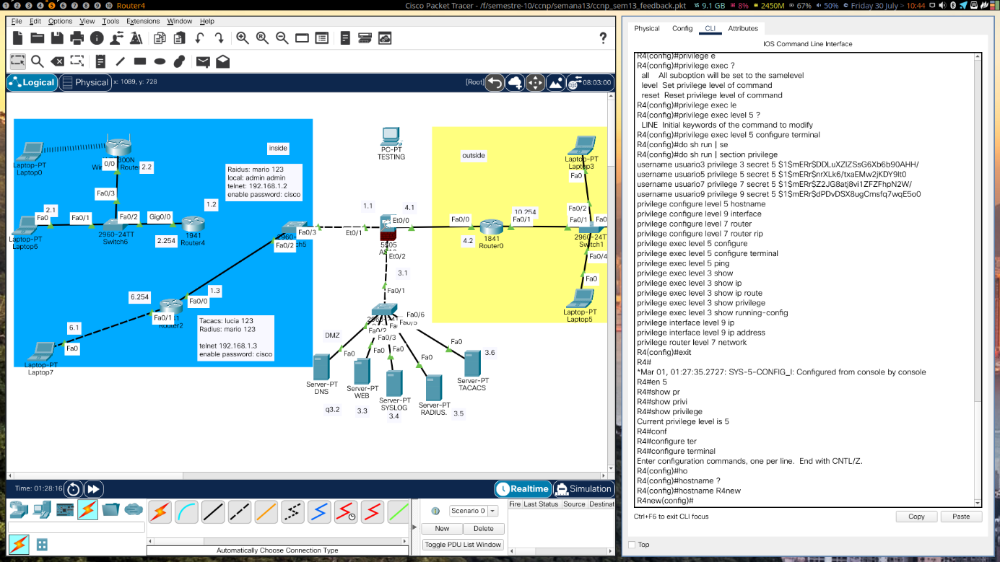 1 2 3 4 5 6 7 8 9 10 Router4
Cisco Packet Tracer - /f/semestre-10/ccnp/semana13/ccnp_sem13_feedback.pkt
9.1 GB 8% 2450M 67% 50% Friday 30 July > 10:44
File Edit Options View Tools Extensions Window Help
Logical Physical x: 1089, y: 728 [Root] 08:03:00
inside
Laptop-PT
Laptop0
0/0
2.2
Raidus: mario 123
local: admin admin
telnet: 192.168.1.2
enable password: cisco
Fa0/3
2.1
Fa0
Fa0/1
Fa0/2
Gig0/0
1.2
Laptop-PT
Laptop6
2960-24TT
Switch6
2.254
1941
Router4
Fa0/3
Fa0/2
6.254
1.3
Fa0/0
Fa0/1
Router2
6.1
Fa0
Laptop-PT
Laptop7
Tacacs: lucia 123
Radius: mario 123
telnet 192.168.1.3
enable password: cisco
PC-PT
TESTING
outside
1.1
4.1
Et0/0
Et0/1
Et0/2
3.1
Fa0/1
Fa0/0
10.254
Fa0/1
4.2
1841
Router0
Laptop-PT
Laptop3
Fa0
Fa0/2
Fa0/1
2960-24TT
Switch1
Fa0/4
Fa0
Laptop-PT
Laptop5
Fa0/6
Fa0/5
Fa0/2
Fa0/3
DMZ
Fa0
Fa0
Fa0
Fa0
Fa0
3.6
Server-PT
DNS
Server-PT
WEB
Server-PT
SYSLOG
Server-PT
RADIUS.
Server-PT
TACACS
q3.2
3.3
3.4
3.5
Time: 01:28:16
Realtime Simulation
Scenario 0
New Delete
Toggle PDU List Window
Fire Last Status Source Destinat
Automatically Choose Connection Type
Physical Config CLI Attributes
IOS Command Line Interface
R4(config)#privilege e
R4(config)#privilege exec ?
all All suboption will be set to the samelevel
level Set privilege level of command
reset Reset privilege level of command
R4(config)#privilege exec le
R4(config)#privilege exec level 5 ?
LINE Initial keywords of the command to modify
R4(config)#privilege exec level 5 configure terminal
R4(config)#do sh run | se
R4(config)#do sh run | section privilege
username usuario3 privilege 3 secret 5 $1$mERr$DDLuXZIZSsG6Xb6b90AHH/
username usuario5 privilege 5 secret 5 $1$mERr$nrXLk6/txaEMw2jKDY9It0
username usuario7 privilege 7 secret 5 $1$mERr$Z2JG8atj8vi1ZFZFhpN2W/
username usuario9 privilege 9 secret 5 $1$mERr$dPDvDSX8ugCmsfq7wqE5o0
privilege configure level 5 hostname
privilege configure level 9 interface
privilege configure level 7 router
privilege configure level 7 router rip
privilege exec level 5 configure
privilege exec level 5 configure terminal
privilege exec level 5 ping
privilege exec level 3 show
privilege exec level 3 show ip
privilege exec level 3 show ip route
privilege exec level 3 show privilege
privilege exec level 3 show running-config
privilege interface level 9 ip
privilege interface level 9 ip address
privilege router level 7 network
R4(config)#exit
R4#
*Mar 01, 01:27:35.2727: SYS-5-CONFIG_I: Configured from console by console
R4#en 5
R4#show pr
R4#show privi
R4#show privilege
Current privilege level is 5
R4#conf
R4#configure ter
R4#configure terminal
Enter configuration commands, one per line. End with CNTL/Z.
R4(config)#ho
R4(config)#hostname ?
R4(config)#hostname R4new
R4new(config)#
Ctrl+F6 to exit CLI focus
Copy Paste
Top